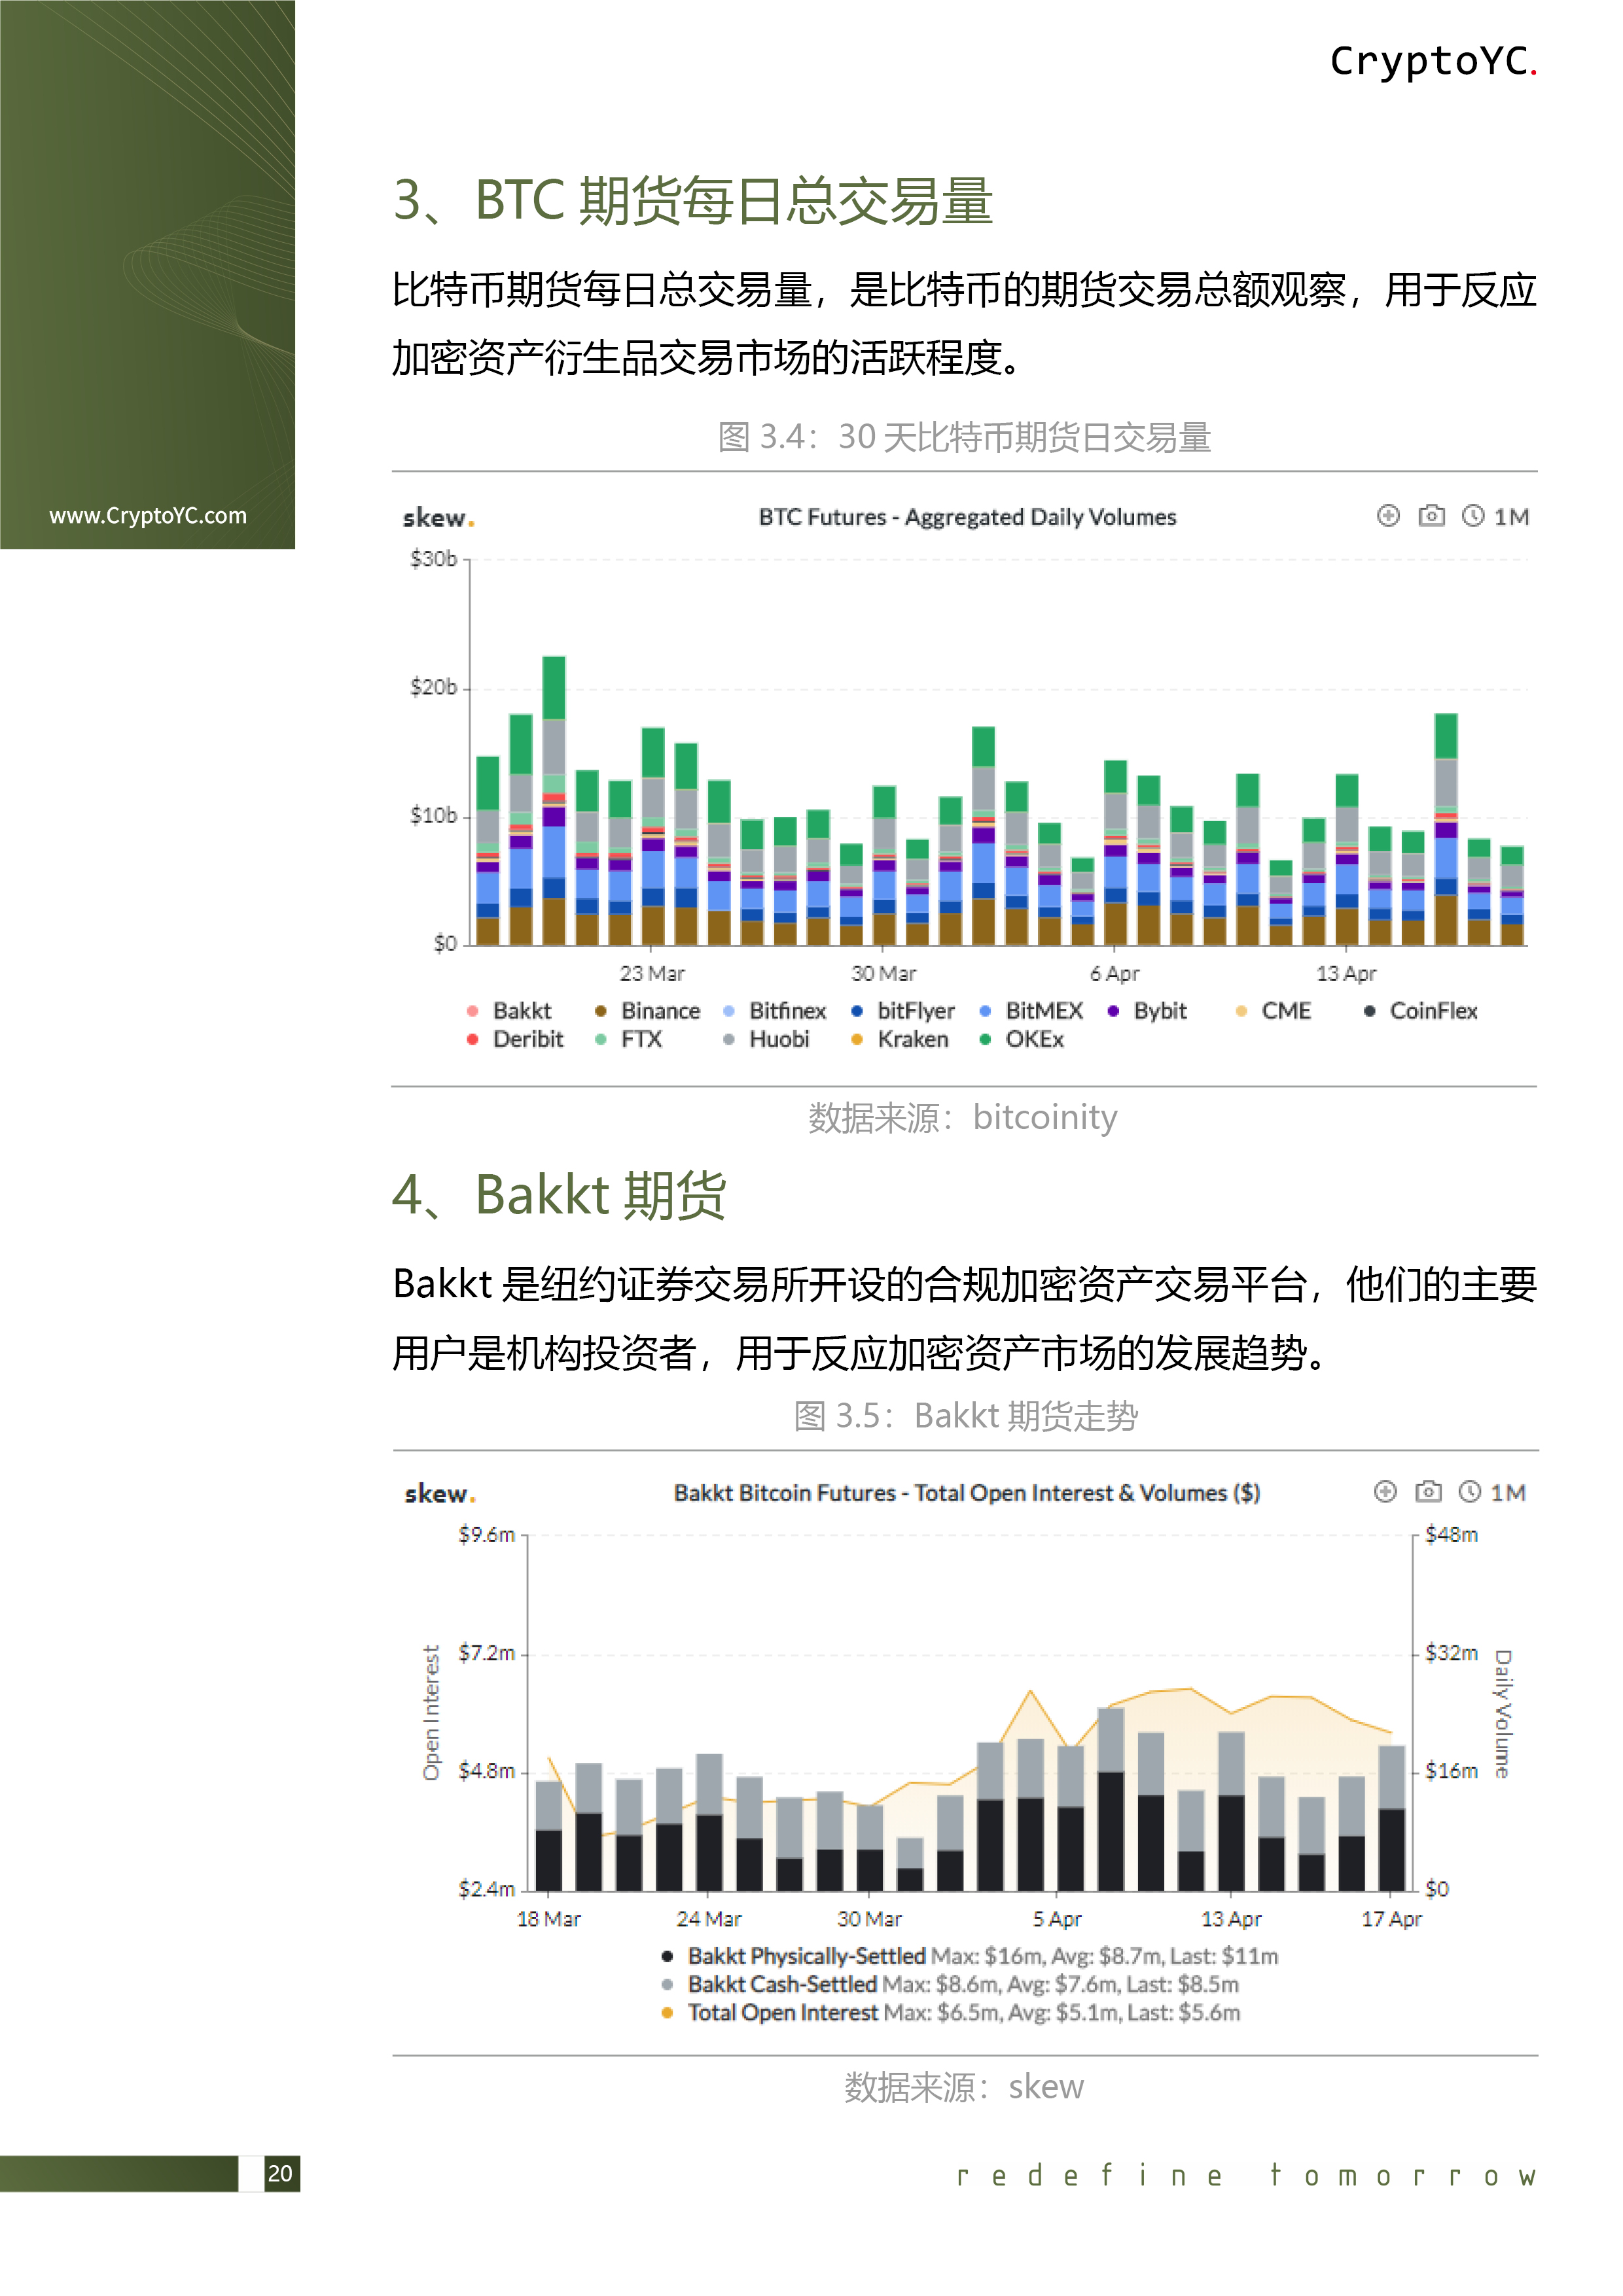 CryptoYC.
www.CryptoYC.com
3、BTC 期货每日总交易量
比特币期货每日总交易量，是比特币的期货交易总额观察，用于反应
加密资产衍生品交易市场的活跃程度。
图 3.4：30 天比特币期货日交易量
skew.
BTC Futures - Aggregated Daily Volumes
1M
$30b
$20b
$10b
$0
23 Mar
30 Mar
6 Apr
13 Apr
Bakkt Binance Bitfinex bitFlyer BitMEX Bybit CME CoinFlex
Deribit FTX Huobi Kraken OKEx
数据来源：bitcoinity
4、Bakkt 期货
Bakkt 是纽约证券交易所开设的合规加密资产交易平台，他们的主要
用户是机构投资者，用于反应加密资产市场的发展趋势。
图 3.5：Bakkt 期货走势
skew.
Bakkt Bitcoin Futures - Total Open Interest & Volumes ($)
1M
$9.6m
$7.2m
$4.8m
$2.4m
Open Interest
$48m
$32m
$16m
$0
Daily Volume
18 Mar
24 Mar
30 Mar
5 Apr
13 Apr
17 Apr
Bakkt Physically-Settled Max: $16m, Avg: $8.7m, Last: $11m
Bakkt Cash-Settled Max: $8.6m, Avg: $7.6m, Last: $8.5m
Total Open Interest Max: $6.5m, Avg: $5.1m, Last: $5.6m
数据来源：skew
20
redefine tomorrow